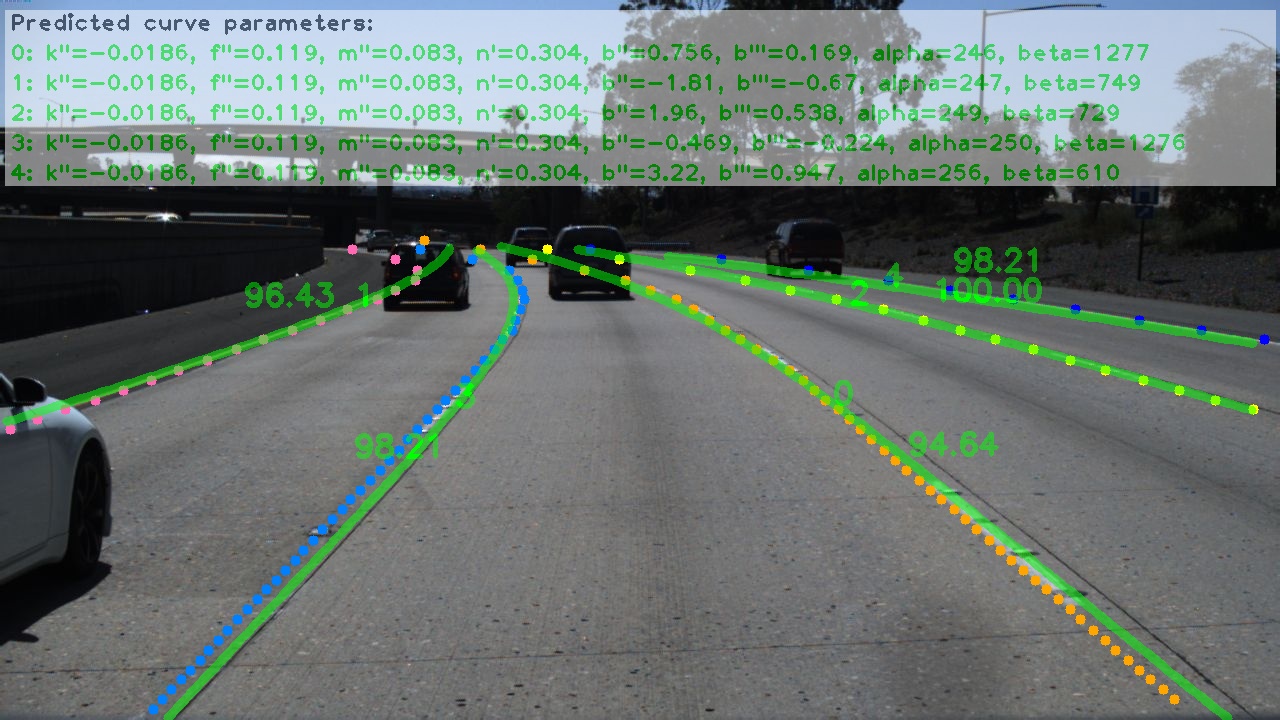 Predicted curve parameters:
0: k''=-0.0186, f''=0.119, m''=0.083, n'=0.304, b''=0.756, b'''=0.169, alpha=246, beta=1277
1: k''=-0.0186, f''=0.119, m''=0.083, n'=0.304, b''=-1.81, b'''=-0.67, alpha=247, beta=749
2: k''=-0.0186, f''=0.119, m''=0.083, n'=0.304, b''=1.96, b'''=0.538, alpha=249, beta=729
3: k''=-0.0186, f''=0.119, m''=0.083, n'=0.304, b''=-0.469, b'''=-0.224, alpha=250, beta=1276
4: k''=-0.0186, f''=0.119, m''=0.083, n'=0.304, b''=3.22, b'''=0.947, alpha=256, beta=610
4 98.21
96.43 1 2 100.00
0
3
98.21 94.64